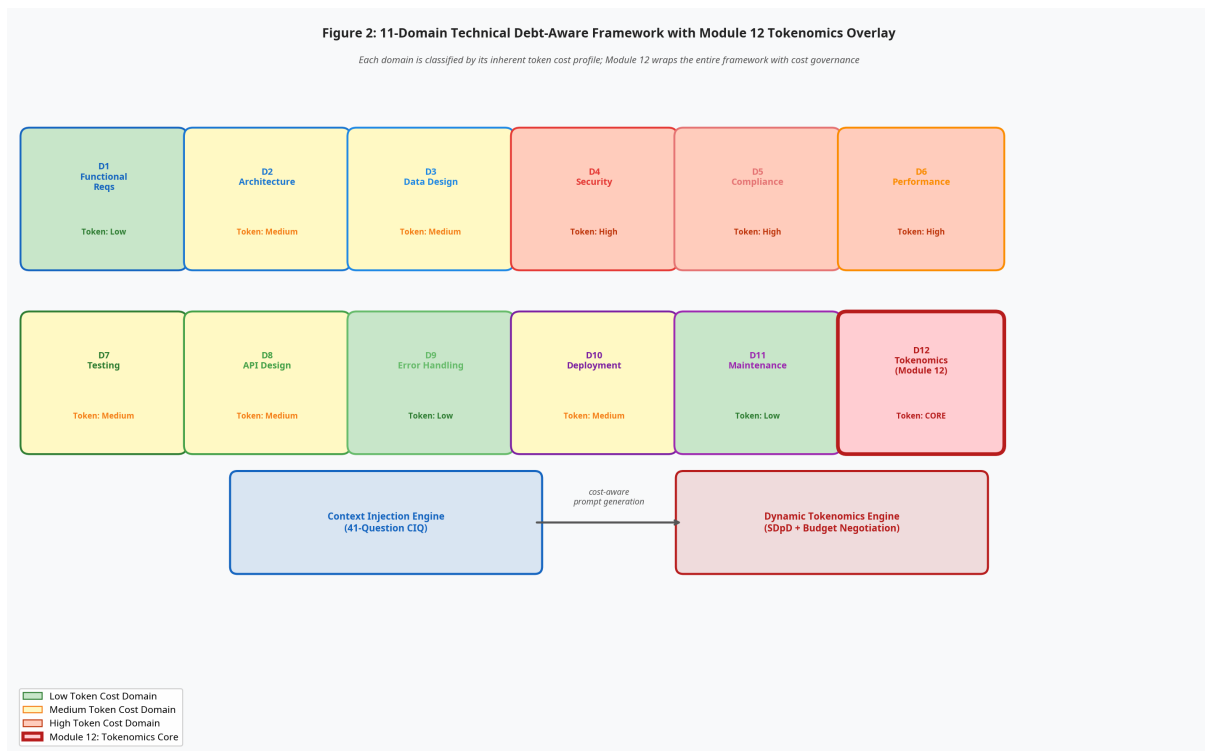 Figure 2: 11-Domain Technical Debt-Aware Framework with Module 12 Tokenomics Overlay
Each domain is classified by its inherent token cost profile; Module 12 wraps the entire framework with cost governance
D1
Functional
Reqs
Token: Low
D2
Architecture
Token: Medium
D3
Data Design
Token: Medium
D4
Security
Token: High
D5
Compliance
Token: High
D6
Performance
Token: High
D7
Testing
Token: Medium
D8
API Design
Token: Medium
D9
Error Handling
Token: Low
D10
Deployment
Token: Medium
D11
Maintenance
Token: Low
D12
Tokenomics
(Module 12)
Token: CORE
Context Injection Engine
(41-Question CIQ)
cost-aware
prompt generation
Dynamic Tokenomics Engine
(SDpD + Budget Negotiation)
Low Token Cost Domain
Medium Token Cost Domain
High Token Cost Domain
Module 12: Tokenomics Core